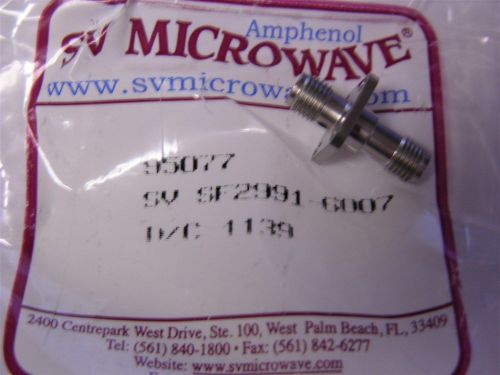 Amphenol
SV MICROWAVE®
www.svmicrowave.com
95077
SV SF2991-6007
D/C 1139
2400 Centrepark West Drive, Ste. 100, West Palm Beach, FL, 33409
Tel: (561) 840-1800 • Fax: (561) 842-6277
Website: www.svmicrowave.com